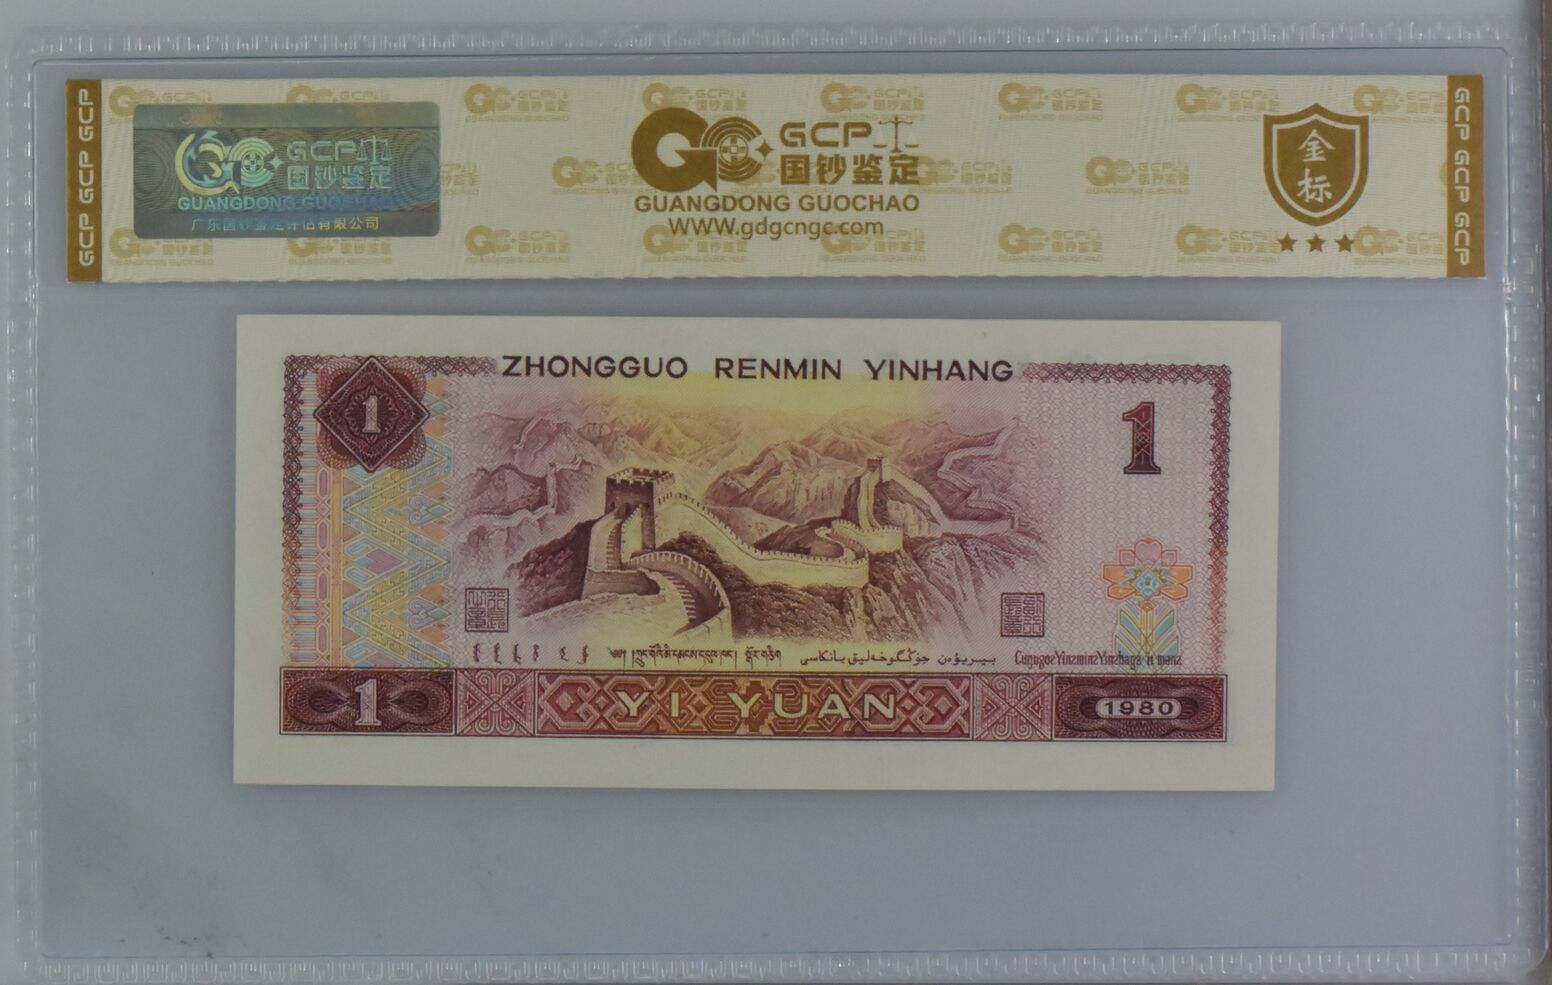 GCP GCP GCP
GCP
国钞鉴定
GUANGDONG GUOCHAO
广东国钞鉴定评估有限公司
GCP
国钞鉴定
GUANGDONG GUOCHAO
WWW.gdgcngc.com
金标
GCP GCP GCP
ZHONGGUO RENMIN YINHANG
1
1
1
YI YUAN
1980